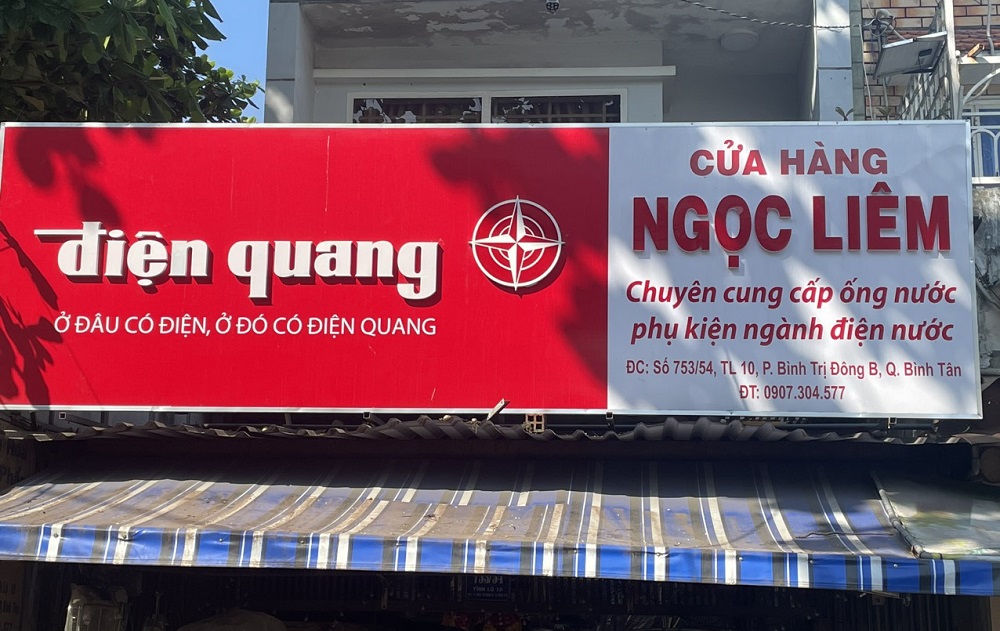 điện quang
Ở ĐÂU CÓ ĐIỆN, Ở ĐÓ CÓ ĐIỆN QUANG
CỬA HÀNG
NGỌC LIÊM
Chuyên cung cấp ống nước
phụ kiện ngành điện nước
ĐC: Số 753/54, TL 10, P. Bình Trị Đông B, Q. Bình Tân
ĐT: 0907.304.577